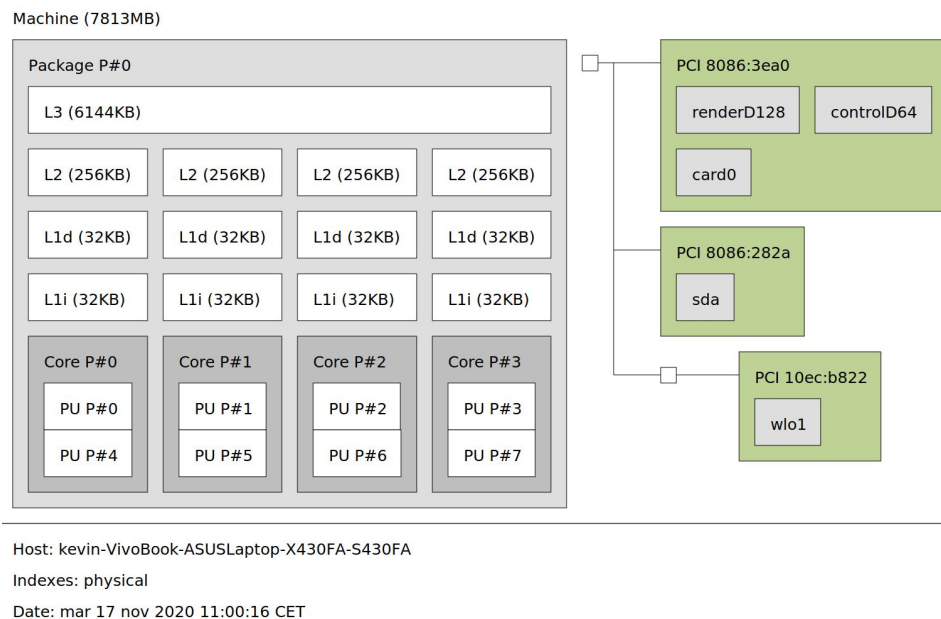 Machine (7813MB)
Package P#0
L3 (6144KB)
L2 (256KB) L2 (256KB) L2 (256KB) L2 (256KB)
L1d (32KB) L1d (32KB) L1d (32KB) L1d (32KB)
L1i (32KB) L1i (32KB) L1i (32KB) L1i (32KB)
Core P#0 Core P#1 Core P#2 Core P#3
PU P#0 PU P#1 PU P#2 PU P#3
PU P#4 PU P#5 PU P#6 PU P#7
PCI 8086:3ea0
renderD128 controlD64
card0
PCI 8086:282a
sda
PCI 10ec:b822
wlo1
Host: kevin-VivoBook-ASUSLaptop-X430FA-S430FA
Indexes: physical
Date: mar 17 nov 2020 11:00:16 CET